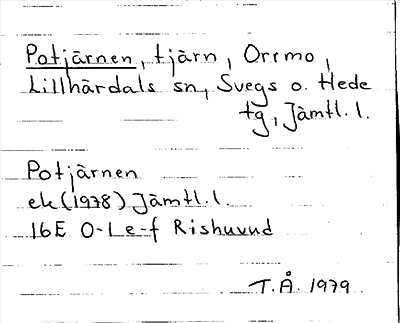 Potjärnen, tjärn, Orrmo,
Lillhärdals sn, Svegs o. Hede
tg, Jämtl. l.
Potjärnen
ek (1978) Jämtl. l.
16E 0-1 e-f Rishuvud
T.Å. 1979